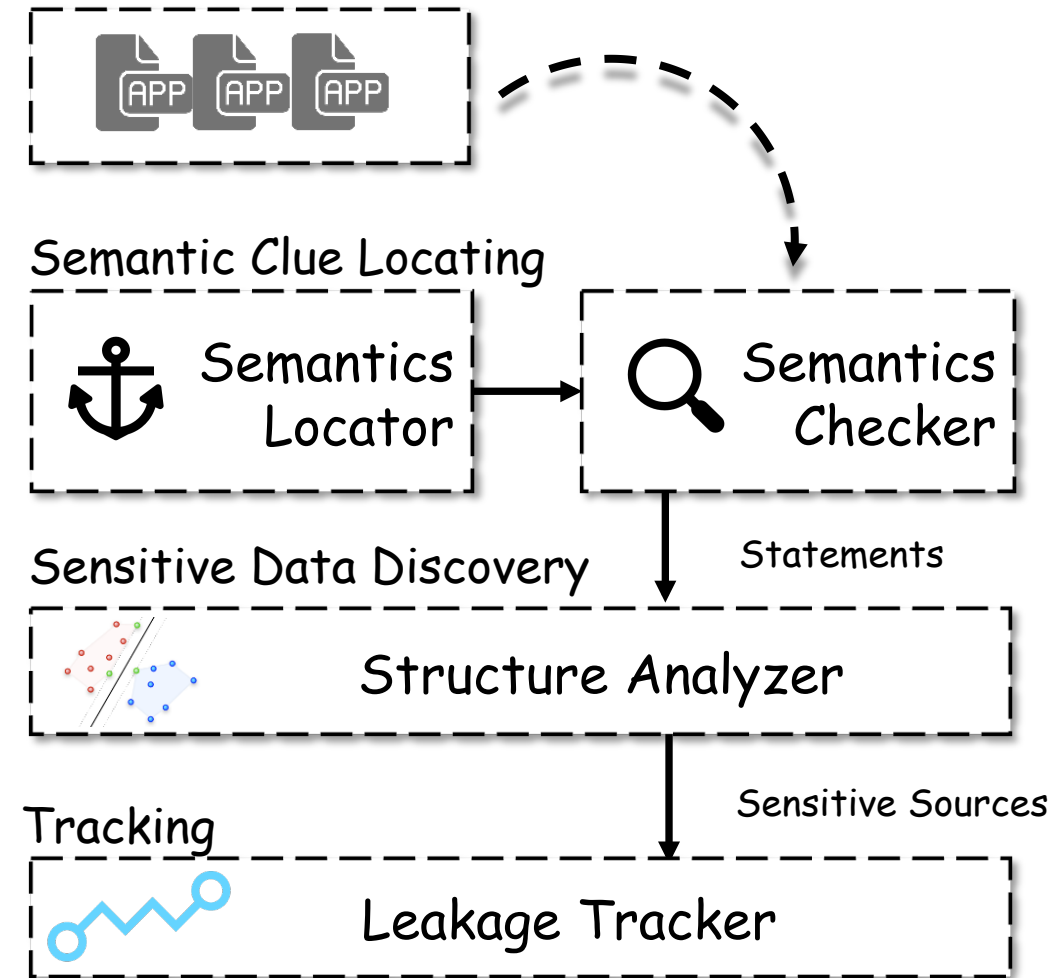 APP APP APP
Semantic Clue Locating
Semantics
Locator
Semantics
Checker
Statements
Sensitive Data Discovery
Structure Analyzer
Sensitive Sources
Tracking
Leakage Tracker